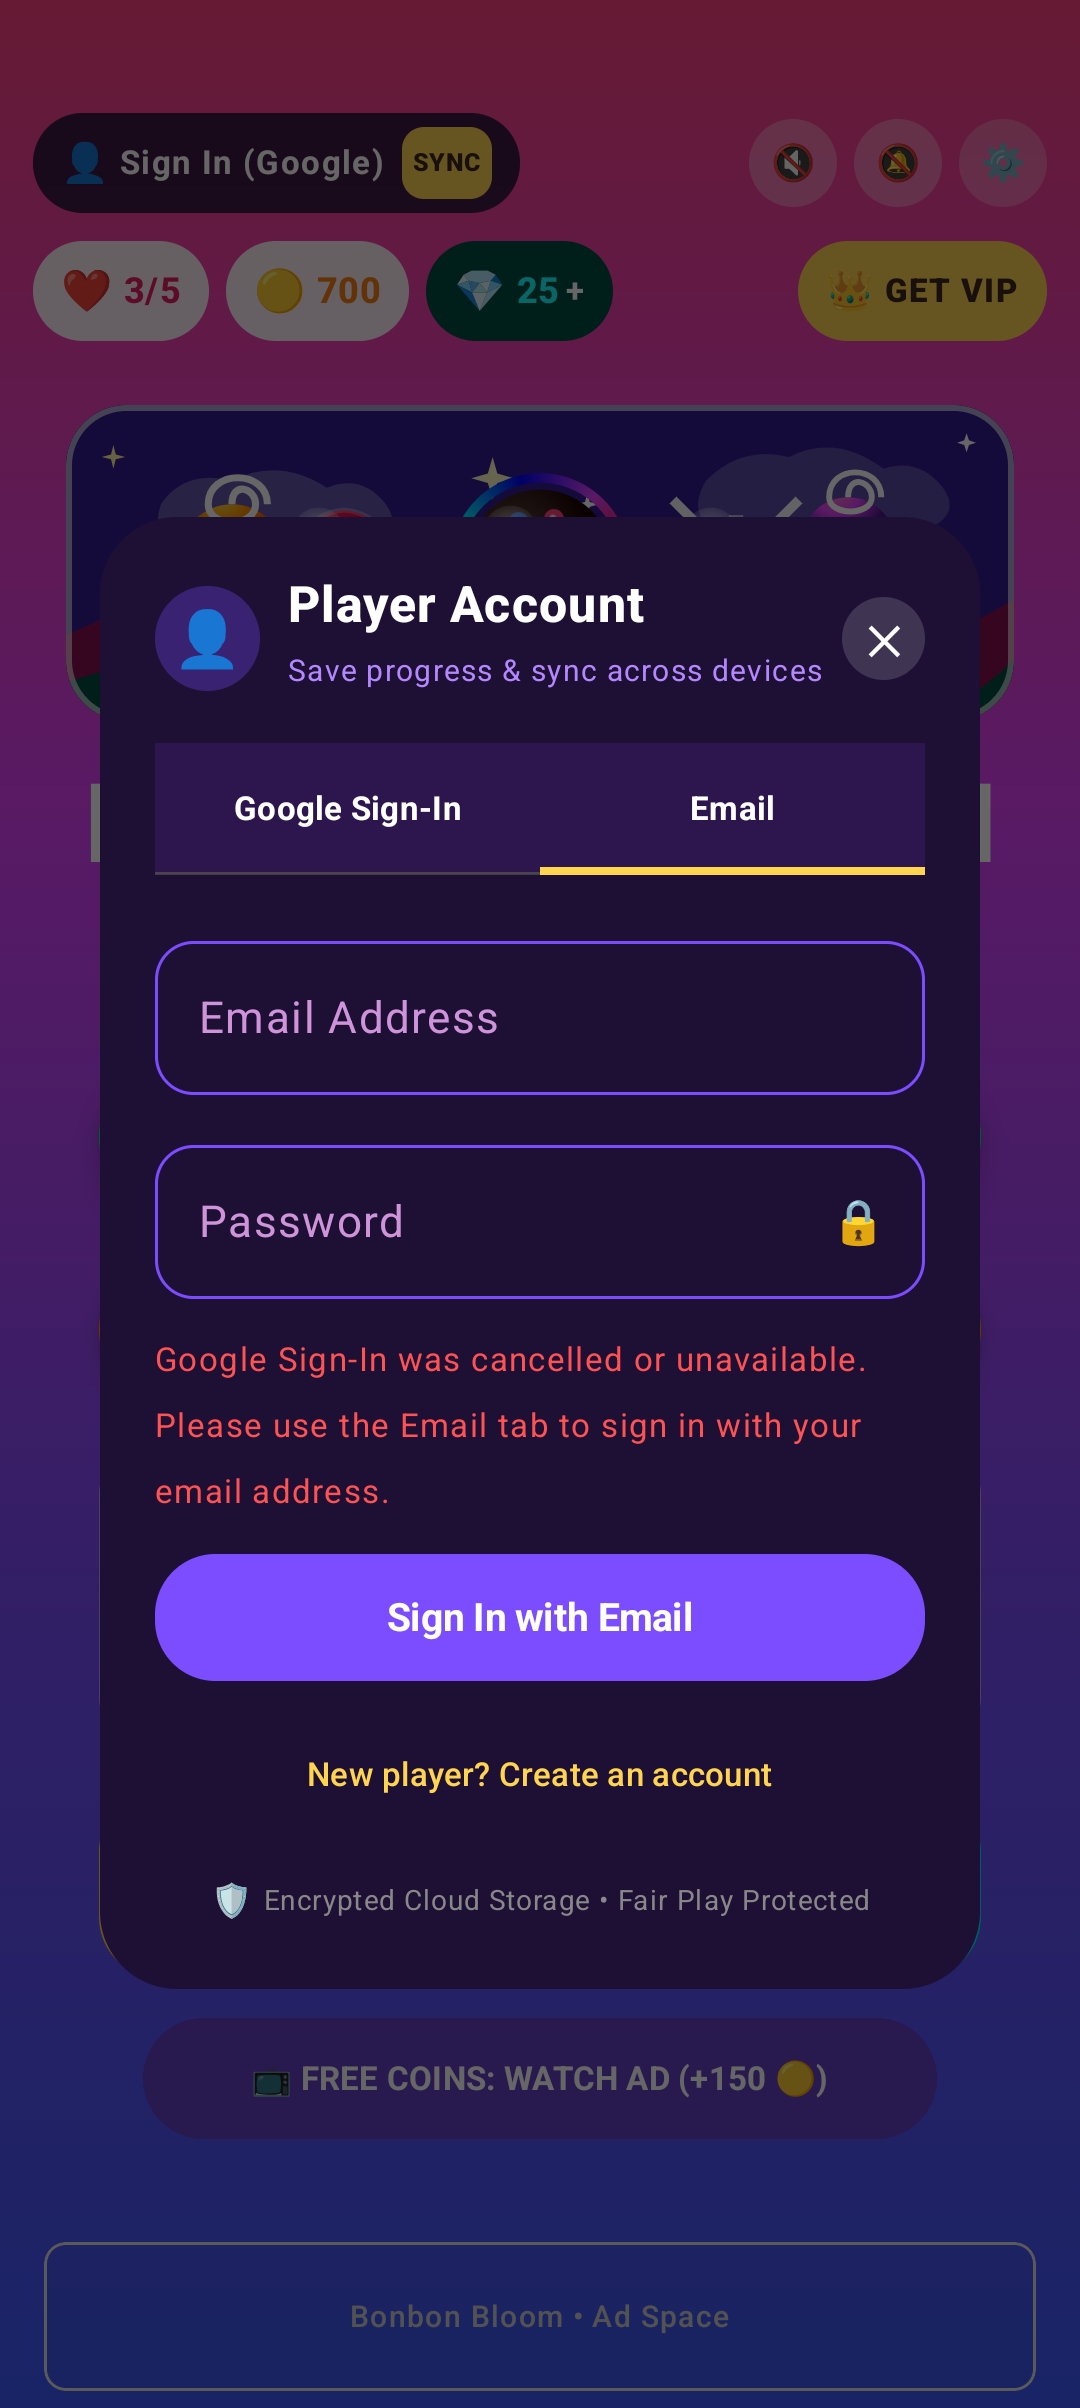 Sign In (Google) SYNC
3/5 700 25 + GET VIP
Player Account
Save progress & sync across devices
Google Sign-In Email
Email Address
Password
Google Sign-In was cancelled or unavailable.
Please use the Email tab to sign in with your
email address.
Sign In with Email
New player? Create an account
Encrypted Cloud Storage • Fair Play Protected
FREE COINS: WATCH AD (+150 🟡)
Bonbon Bloom • Ad Space